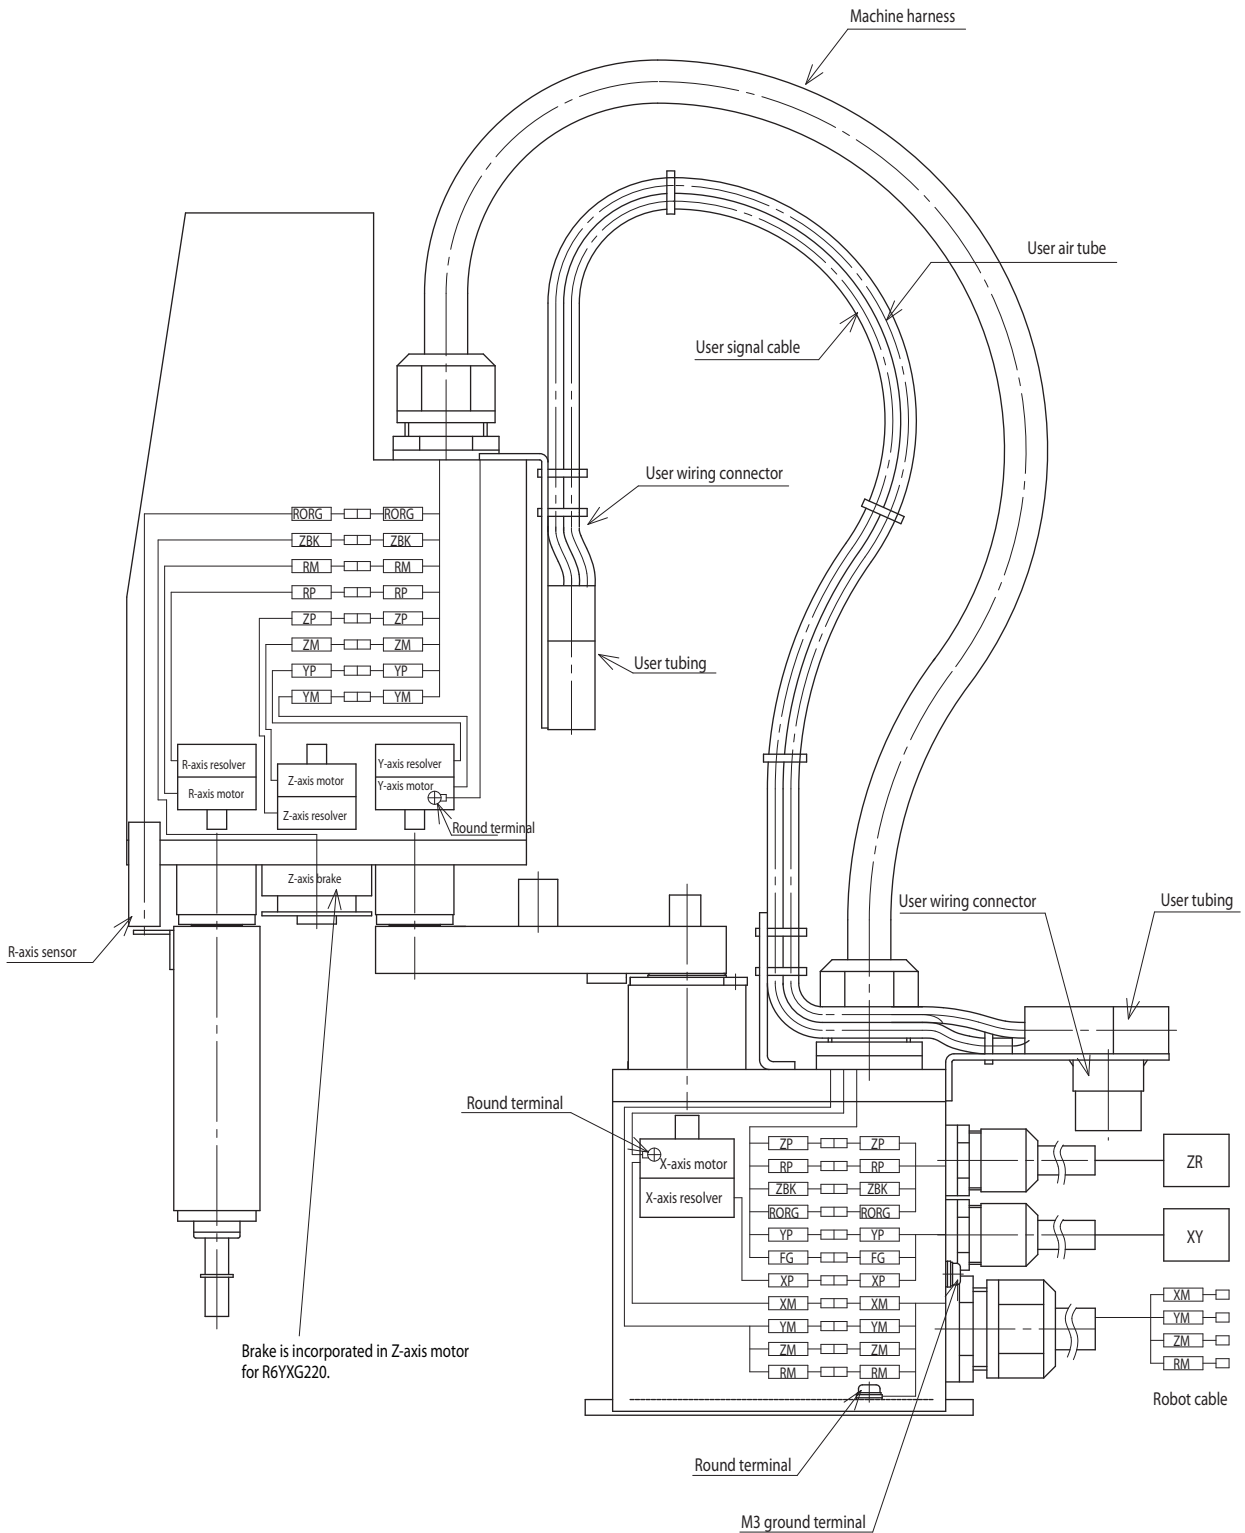 Machine harness
User air tube
User signal cable
User wiring connector
RORG RORG
ZBK ZBK
RM RM
RP RP
ZP ZP
ZM ZM
YP YP
YM YM
User tubing
R-axis resolver
R-axis motor
Z-axis motor
Z-axis resolver
Y-axis resolver
Y-axis motor
Round terminal
Z-axis brake
R-axis sensor
User wiring connector
User tubing
Round terminal
X-axis motor
X-axis resolver
ZP ZP
RP RP
ZBK ZBK
RORG RORG
YP YP
FG FG
XP XP
XM XM
YM YM
ZM ZM
RM RM
ZR
XY
XM
YM
ZM
RM
Robot cable
Brake is incorporated in Z-axis motor
for R6YXG220.
Round terminal
M3 ground terminal